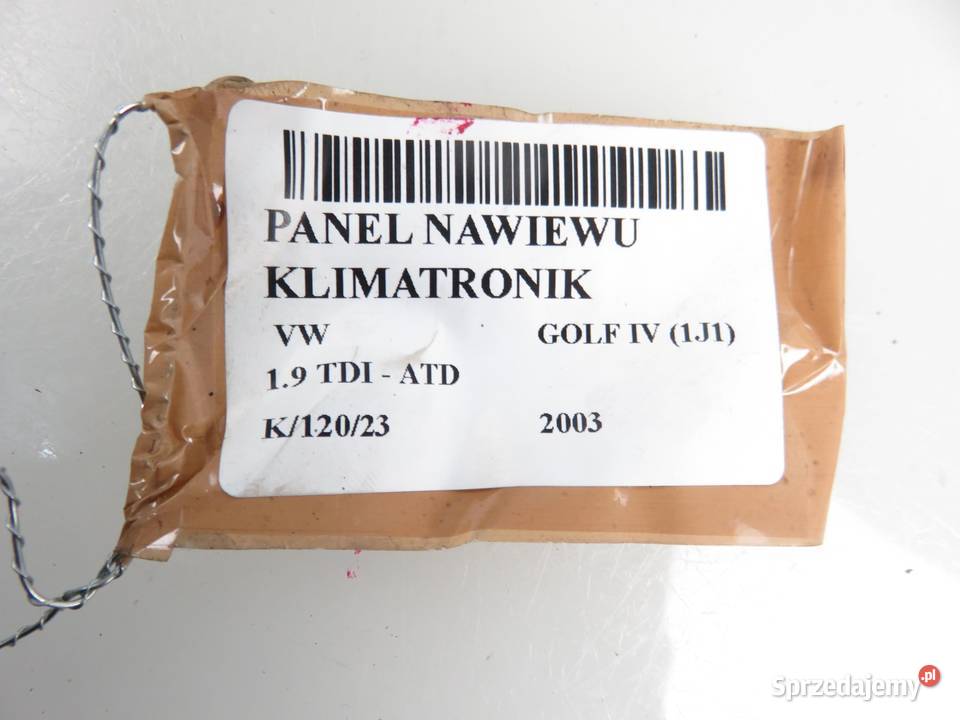 PANEL NAWIEWU
KLIMATRONIK
VW GOLF IV (1J1)
1.9 TDI - ATD
K/120/23 2003
Sprzedajemy.pl